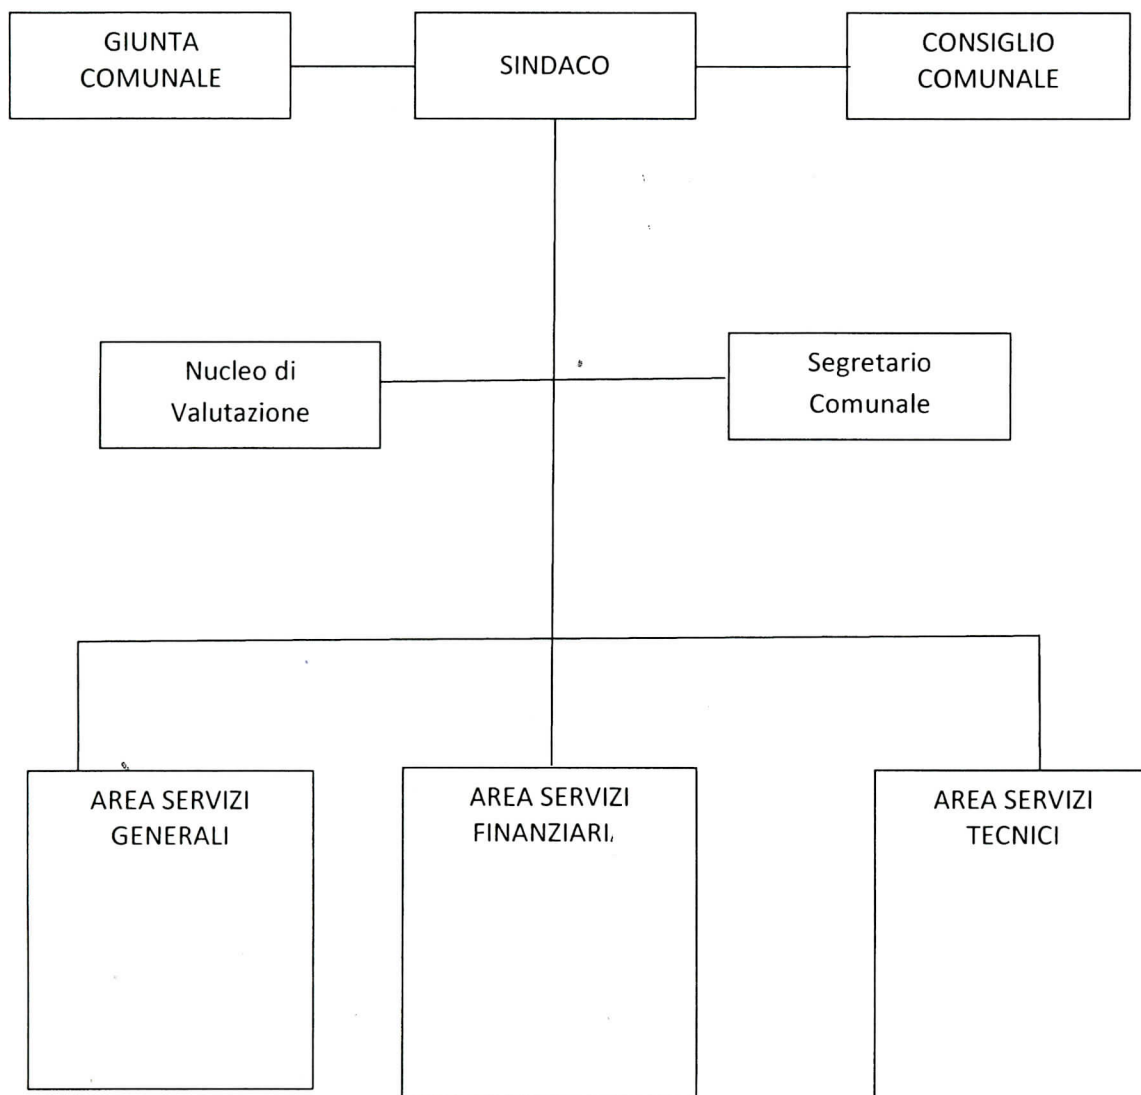 GIUNTA
COMUNALE
SINDACO
CONSIGLIO
COMUNALE
Nucleo di
Valutazione
Segretario
Comunale
AREA SERVIZI
GENERALI
AREA SERVIZI
FINANZIARI
AREA SERVIZI
TECNICI